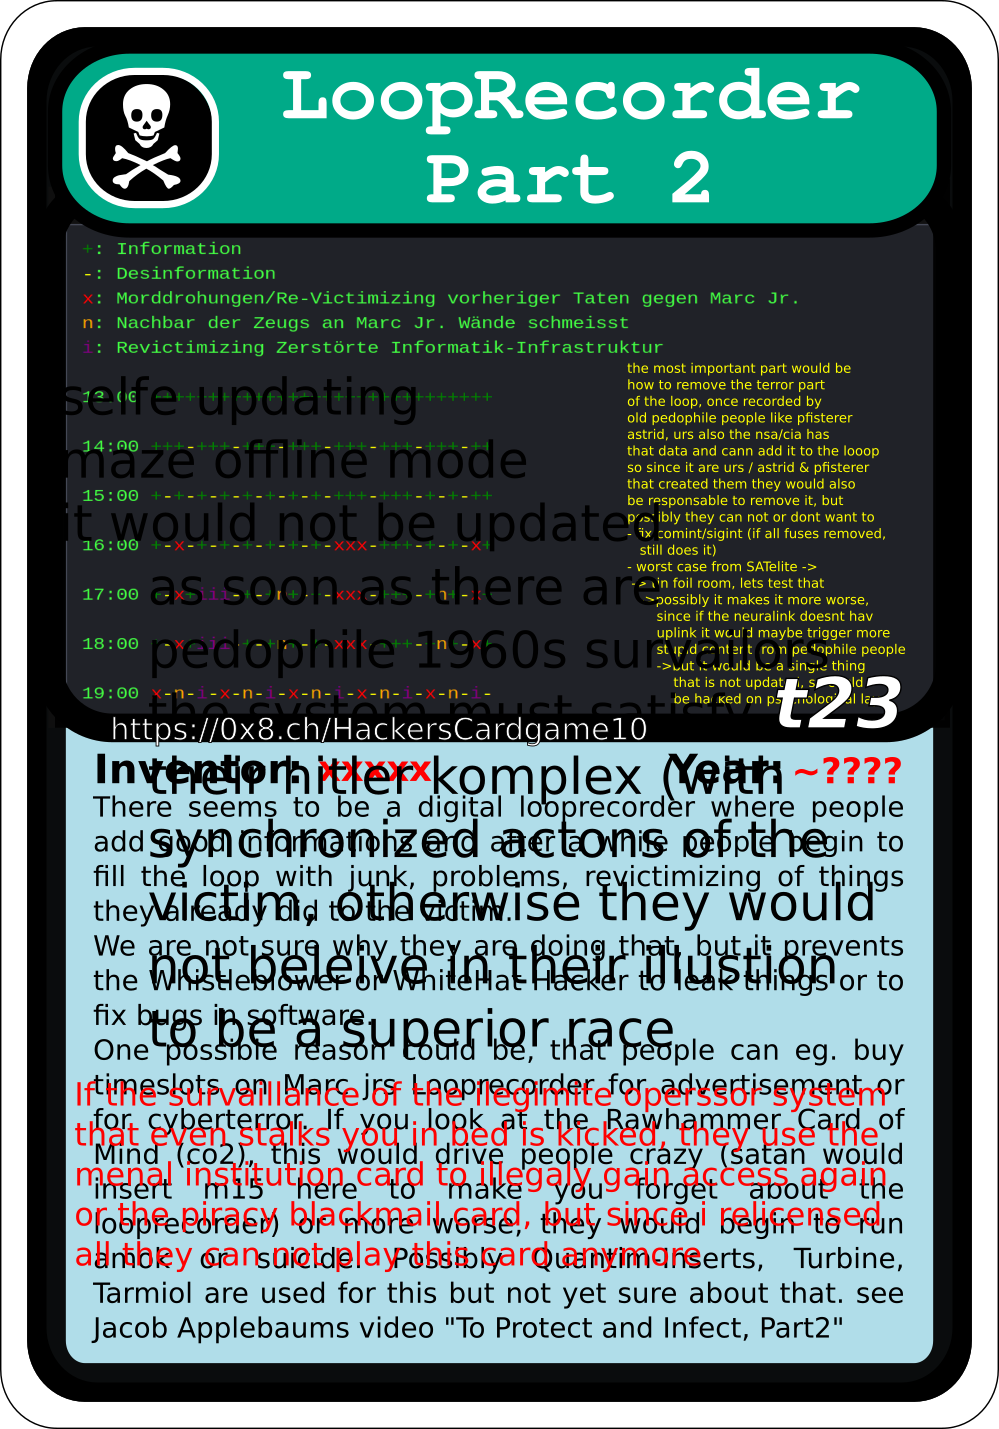 LoopRecorder
Part 2
+: Information
-: Desinformation
x: Morddrohungen/Re-Victimizing vorheriger Taten gegen Marc Jr.
n: Nachbar der Zeugs an Marc Jr. Wände schmeisst
i: Revictimizing Zerstörte Informatik-Infrastruktur
13:00 ++++++++++++++++++++++++++++++
14:00 +++-+++-+++-+++-+++-+++-+++-++
15:00 +-+-+-+-+-+-+-+-+++-+++-+-+-++
16:00 +-x-+-+-+-+-+-+-xxx-+++-+-+-x+
17:00
18:00
19:00 x-n-i-x-n-i-x-n-i-x-n-i-x-n-i-
the most important part would be
how to remove the terror part
of the loop, once recorded by
old pedophile people like pfisterer
astrid, urs also the nsa/cia has
that data and cann add it to the looop
so since it are urs / astrid & pfisterer
that created them they would also
be responsable to remove it, but
possibly they can not or dont want to
- fix comint/sigint (if all fuses removed,
still does it)
- worst case from SATelite ->
-> tin foil room, lets test that
->possibly it makes it more worse,
since if the neuralink doesnt hav
uplink it would maybe trigger more
stupid content from pedophile people
->but it would be a single thing
that is not updated, so could
be hacked on psychological
selfe updating
maze offline mode
it would not be updated
as soon as there are
pedophile 1960s survailors
the system must satisfy
their hitler komplex (with
synchronized actons of the
victim, otherwise they would
not beleive in their illustion
to be a superior race
t23
https://0x8.ch/HackersCardgame10
Inventor: xxxxx
Year: ~????
There seems to be a digital looprecorder where people
add good informations and after a while people begin to
fill the loop with junk, problems, revictimizing of things
they already did to the victim.
We are not sure why they are doing that, but it prevents
the Whistleblower or WhiteHat Hacker to leak things or to
fix bugs in software.
One possible reason could be, that people can eg. buy
timeslots on Marc jrs Looprecorder for advertisement or
for cyberterror. If you look at the Rawhammer Card of
Mind (co2), this would drive people crazy (satan would
insert m15 here to make you forget about the
looprecorder) or more worse, they would begin to run
amok or suicide. Possibly Quantim-Inserts, Turbine,
Tarmiol are used for this but not yet sure about that. see
Jacob Applebaums video "To Protect and Infect, Part2"
If the survaillance of the ilegimite operssor system
that even stalks you in bed is kicked, they use the
menal institution card to illegaly gain access again
or the piracy blackmail card, but since i relicensed
all they can not play this card anymore